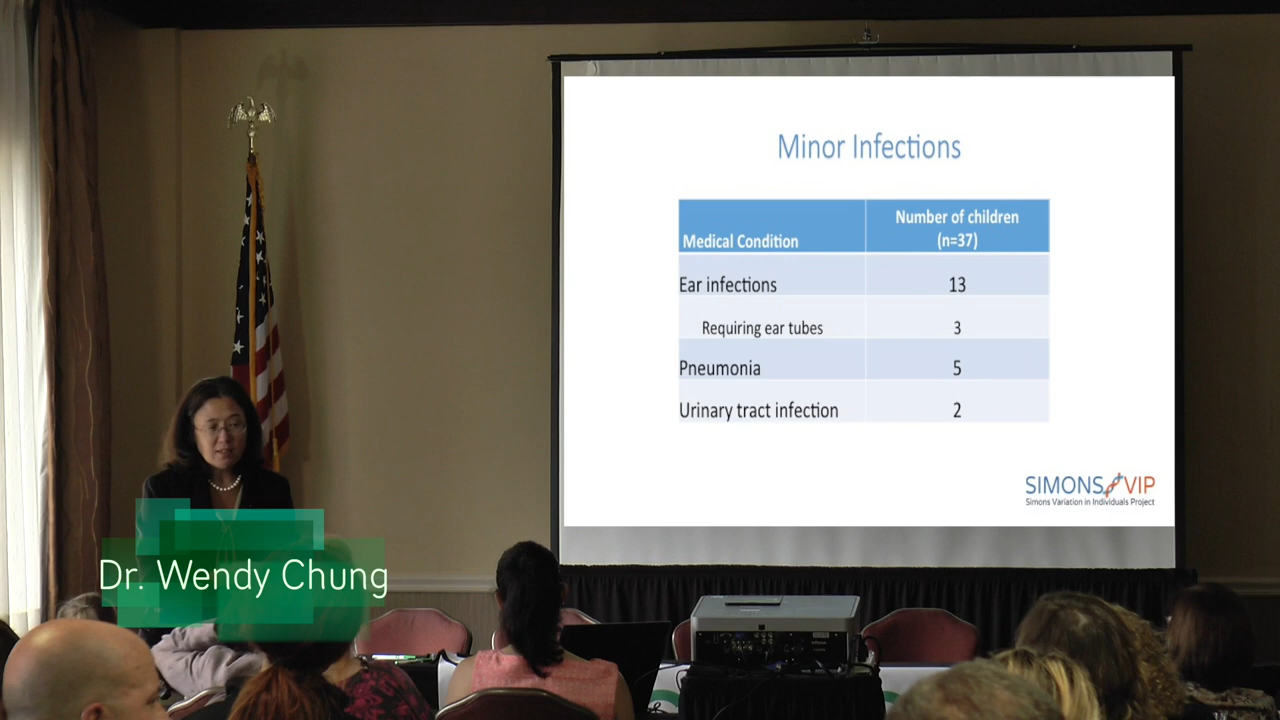 Minor Infections
Medical Condition
Number of children
(n=37)
Ear infections 13
Requiring ear tubes 3
Pneumonia 5
Urinary tract infection 2
SIMONS VIP
Simons Variation in Individuals Project
Dr. Wendy Chung